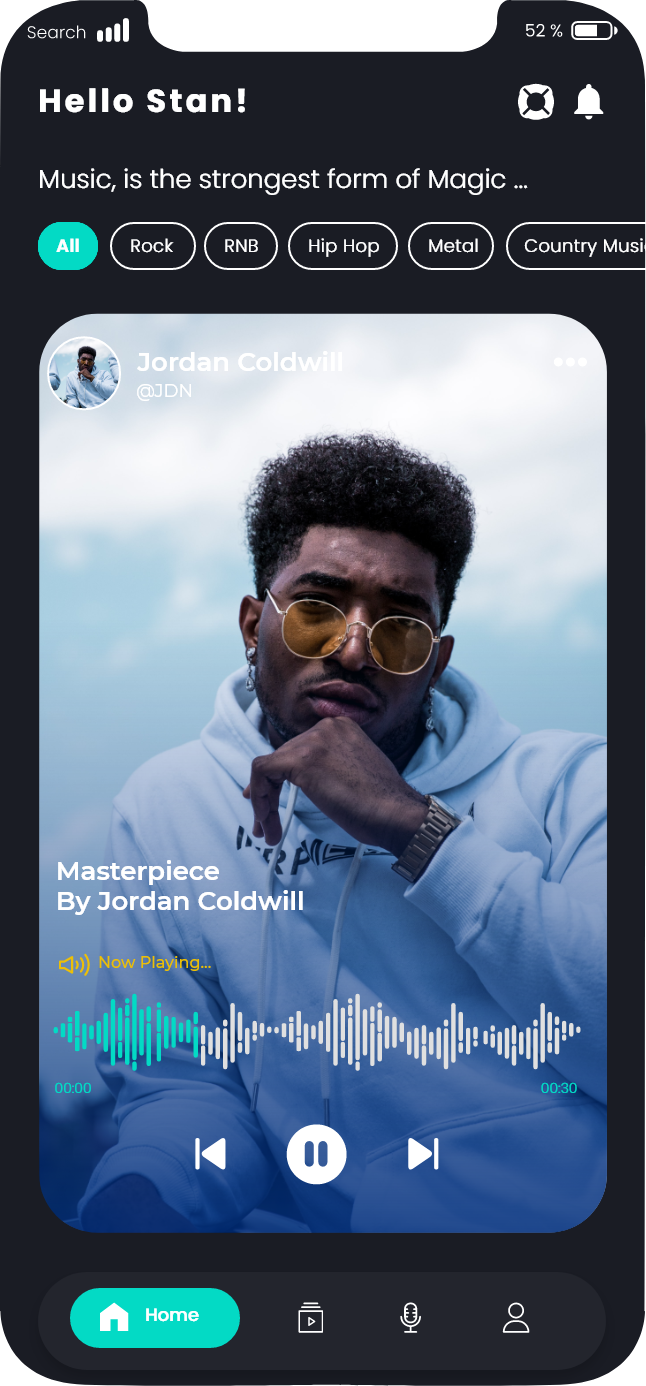 Search
52 %
Hello Stan!
Music, is the strongest form of Magic ...
All
Rock
RNB
Hip Hop
Metal
Country Musi
Jordan Coldwill
@JDN
Masterpiece
By Jordan Coldwill
Now Playing...
00:00
00:30
Home